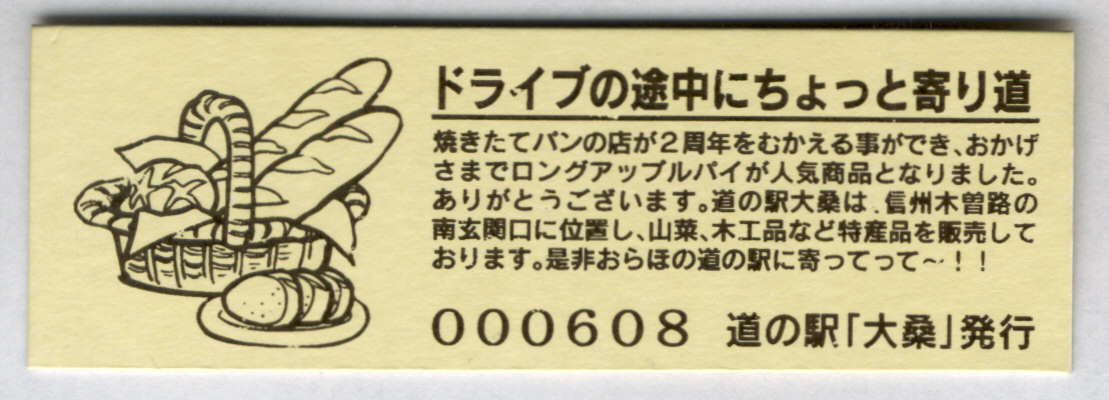 ドライブの途中にちょっと寄り道
焼きたてパンの店が2周年をむかえる事ができ、おかげ
さまでロングアップルパイが人気商品となりました。
ありがとうございます。道の駅大桑は、信州木曽路の
南玄関口に位置し、山菜、木工品など特産品を販売して
おります。是非おらほの道の駅に寄ってって〜!!
000608 道の駅「大桑」発行